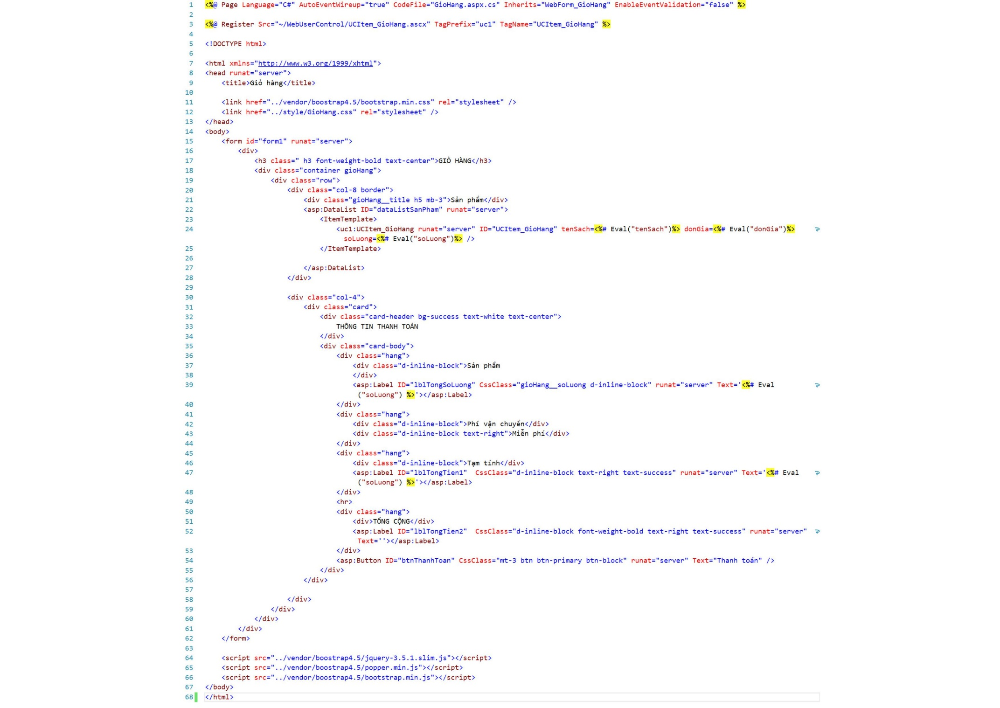 1 <%@ Page Language="C#" AutoEventWireup="true" CodeFile="GioHang.aspx.cs" Inherits="WebForm_GioHang" EnableEventValidation="false" %>
2
3 <%@ Register Src="~/WebUserControl/UCItem_GioHang.ascx" TagPrefix="uc1" TagName="UCItem_GioHang" %>
4
5 <!DOCTYPE html>
6
7 <html xmlns="http://www.w3.org/1999/xhtml">
8 <head runat="server">
9 <title>Giỏ hàng</title>
10
11 <link href="../vendor/boostrap4.5/bootstrap.min.css" rel="stylesheet" />
12 <link href="../style/GioHang.css" rel="stylesheet" />
13 </head>
14 <body>
15 <form id="form1" runat="server">
16 <div>
17 <h3 class=" h3 font-weight-bold text-center">GIỎ HÀNG</h3>
18 <div class="container gioHang">
19 <div class="row">
20 <div class="col-8 border">
21 <div class="gioHang__title h5 mb-3">Sản phẩm</div>
22 <asp:DataList ID="dataListSanPham" runat="server">
23 <ItemTemplate>
24 <uc1:UCItem_GioHang runat="server" ID="UCItem_GioHang" tenSach=<%# Eval("tenSach")%> donGia=<%# Eval("donGia")%>
soLuong=<%# Eval("soLuong")%> />
25 </ItemTemplate>
26
27 </asp:DataList>
28 </div>
29
30 <div class="col-4">
31 <div class="card">
32 <div class="card-header bg-success text-white text-center">
33 THÔNG TIN THANH TOÁN
34 </div>
35 <div class="card-body">
36 <div class="hang">
37 <div class="d-inline-block">Sản phẩm
38 </div>
39 <asp:Label ID="lblTongSoLuong" CssClass="gioHang__soLuong d-inline-block" runat="server" Text='<%# Eval
("soLuong") %>'></asp:Label>
40 </div>
41 <div class="hang">
42 <div class="d-inline-block">Phí vận chuyển</div>
43 <div class="d-inline-block text-right">Miễn phí</div>
44 </div>
45 <div class="hang">
46 <div class="d-inline-block">Tạm tính</div>
47 <asp:Label ID="lblTongTien1"  CssClass="d-inline-block text-right text-success" runat="server" Text='<%# Eval
("soLuong") %>'></asp:Label>
48 </div>
49 <hr>
50 <div class="hang">
51 <div>TỔNG CỘNG</div>
52 <asp:Label ID="lblTongTien2"  CssClass="d-inline-block font-weight-bold text-right text-success" runat="server"
Text=''></asp:Label>
53 </div>
54 <asp:Button ID="btnThanhToan" CssClass="mt-3 btn btn-primary btn-block" runat="server" Text="Thanh toán" />
55 </div>
56 </div>
57
58 </div>
59 </div>
60 </div>
61 </div>
62 </form>
63
64 <script src="../vendor/boostrap4.5/jquery-3.5.1.slim.js"></script>
65 <script src="../vendor/boostrap4.5/popper.min.js"></script>
66 <script src="../vendor/boostrap4.5/bootstrap.min.js"></script>
67 </body>
68 </html>